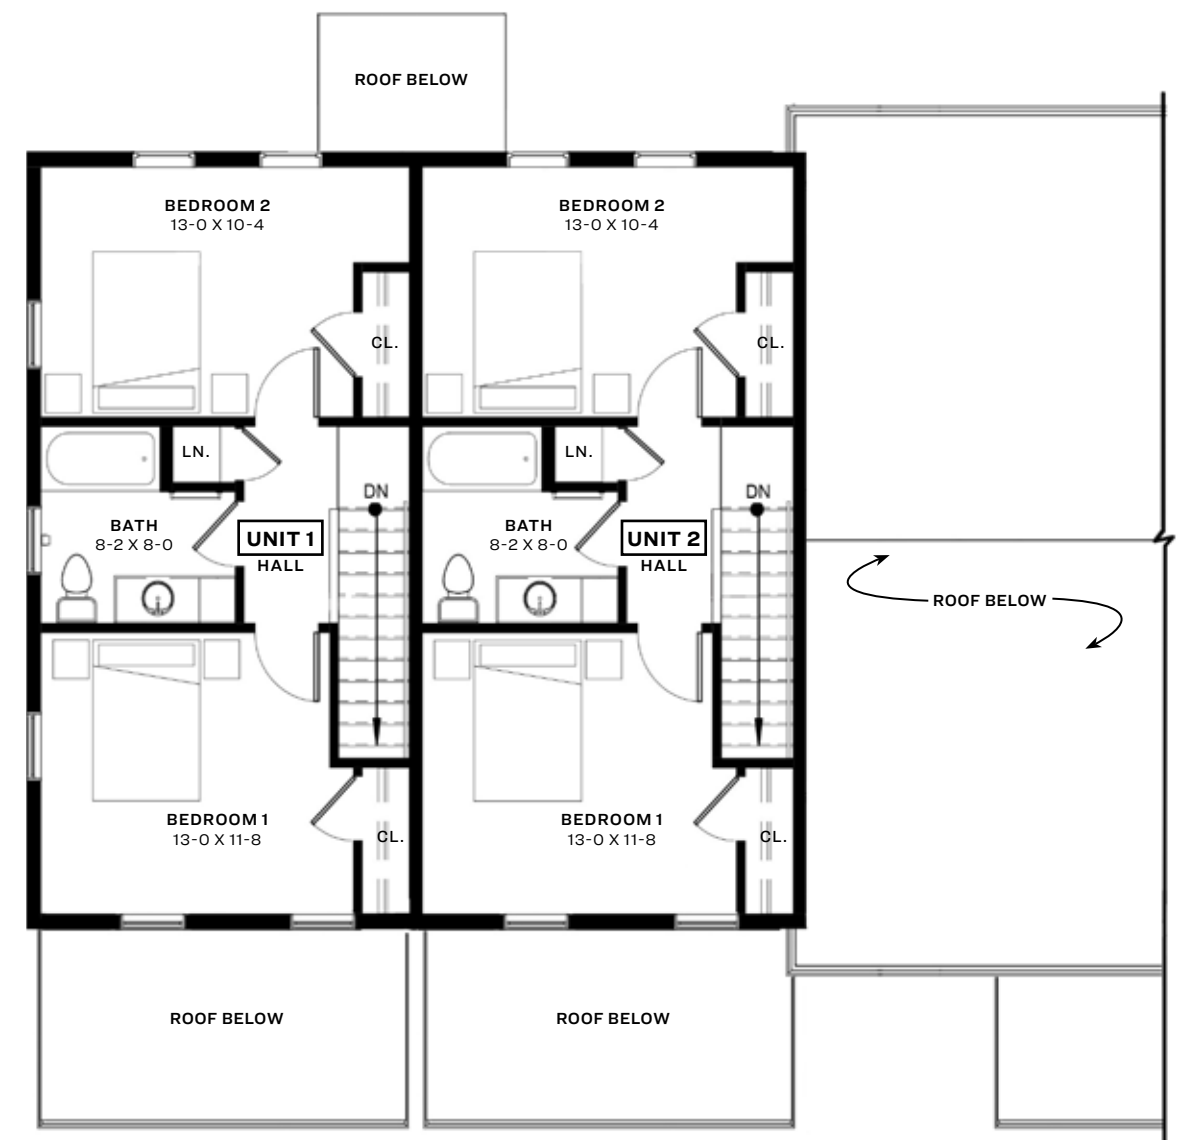 ROOF BELOW
BEDROOM 2
13-0 X 10-4
BEDROOM 2
13-0 X 10-4
CL.
CL.
LN.
LN.
DN
DN
BATH
8-2 X 8-0
UNIT 1
HALL
BATH
8-2 X 8-0
UNIT 2
HALL
ROOF BELOW
BEDROOM 1
13-0 X 11-8
CL.
BEDROOM 1
13-0 X 11-8
CL.
ROOF BELOW
ROOF BELOW